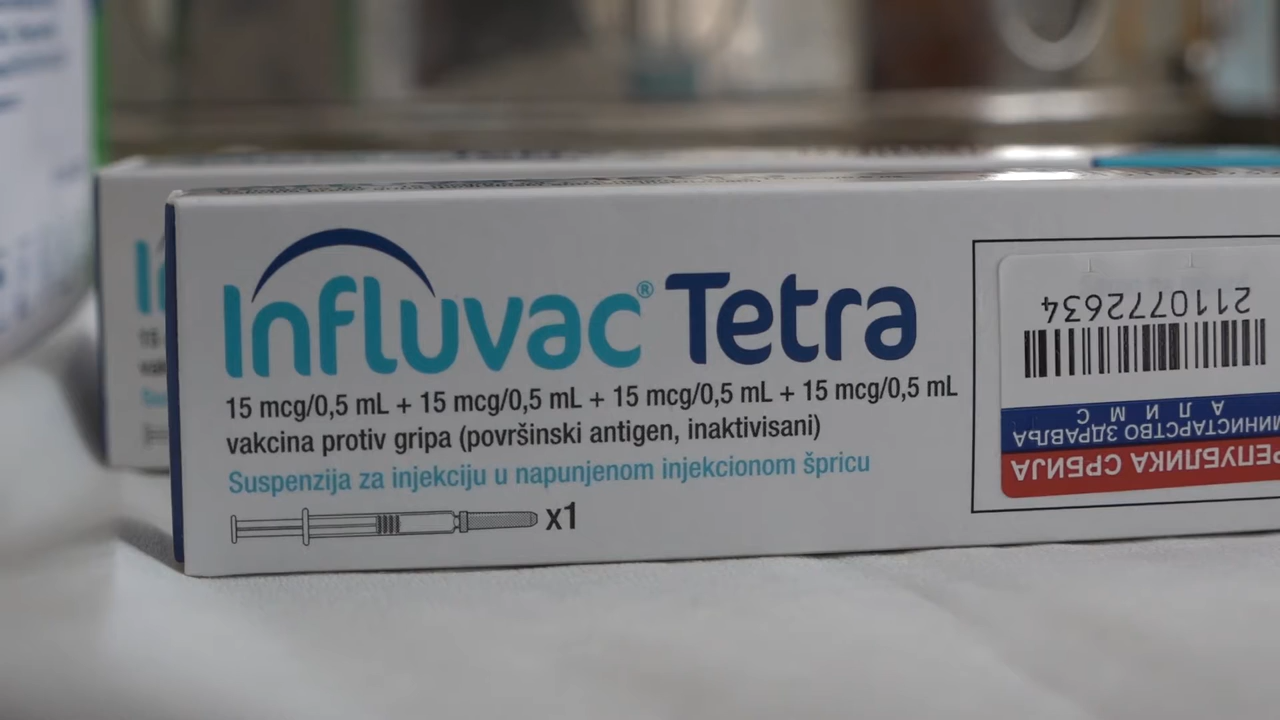 Influvac® Tetra
15 mcg/0,5 mL + 15 mcg/0,5 mL + 15 mcg/0,5 mL + 15 mcg/0,5 mL
vakcina protiv gripa (površinski antigen, inaktivisani)
Suspenzija za injekciju u napunjenom injekcionom špricu
x1
РЕПУБЛИКА СРБИЈА
МИНИСТАРСТВО ЗДРАВЉА
А Л И М С
2110772634